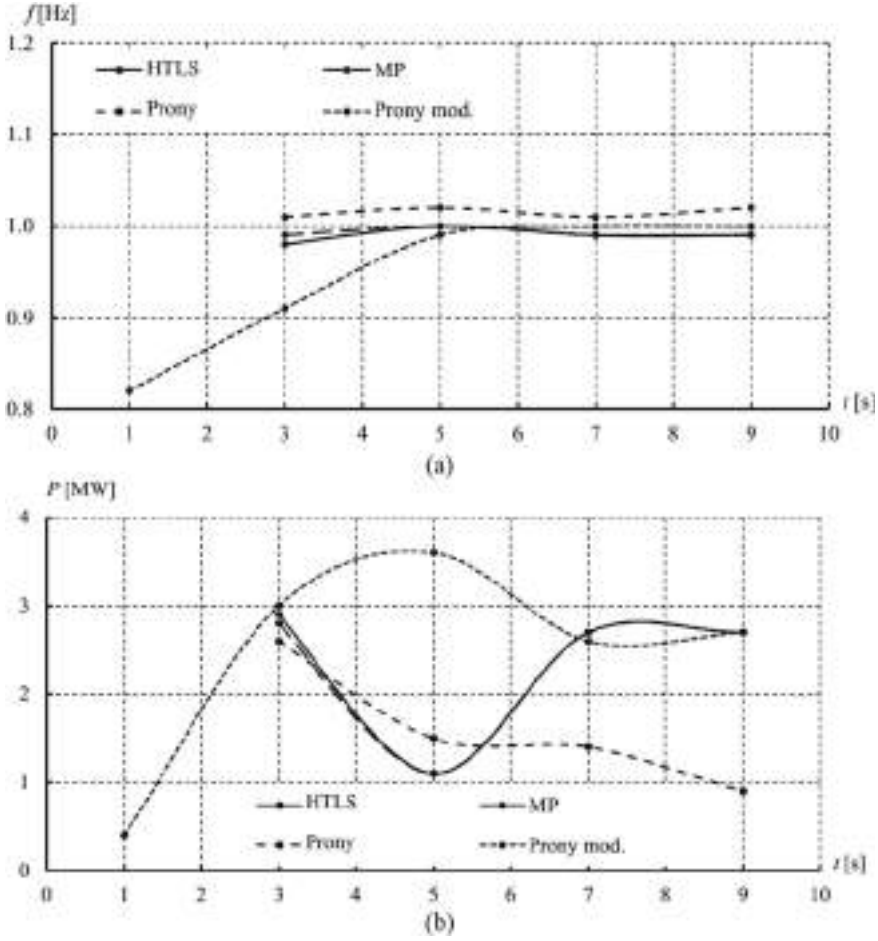 f [Hz]
1.2
HTLS MP
Prony Prony mod.
1.1
1.0
0.9
0.8
0 1 2 3 4 5 6 7 8 9 10
t [s]
(a)
P [MW]
4
3
2
1
HTLS MP
Prony Prony mod.
0
t [s]
0 1 2 3 4 5 6 7 8 9 10
(b)